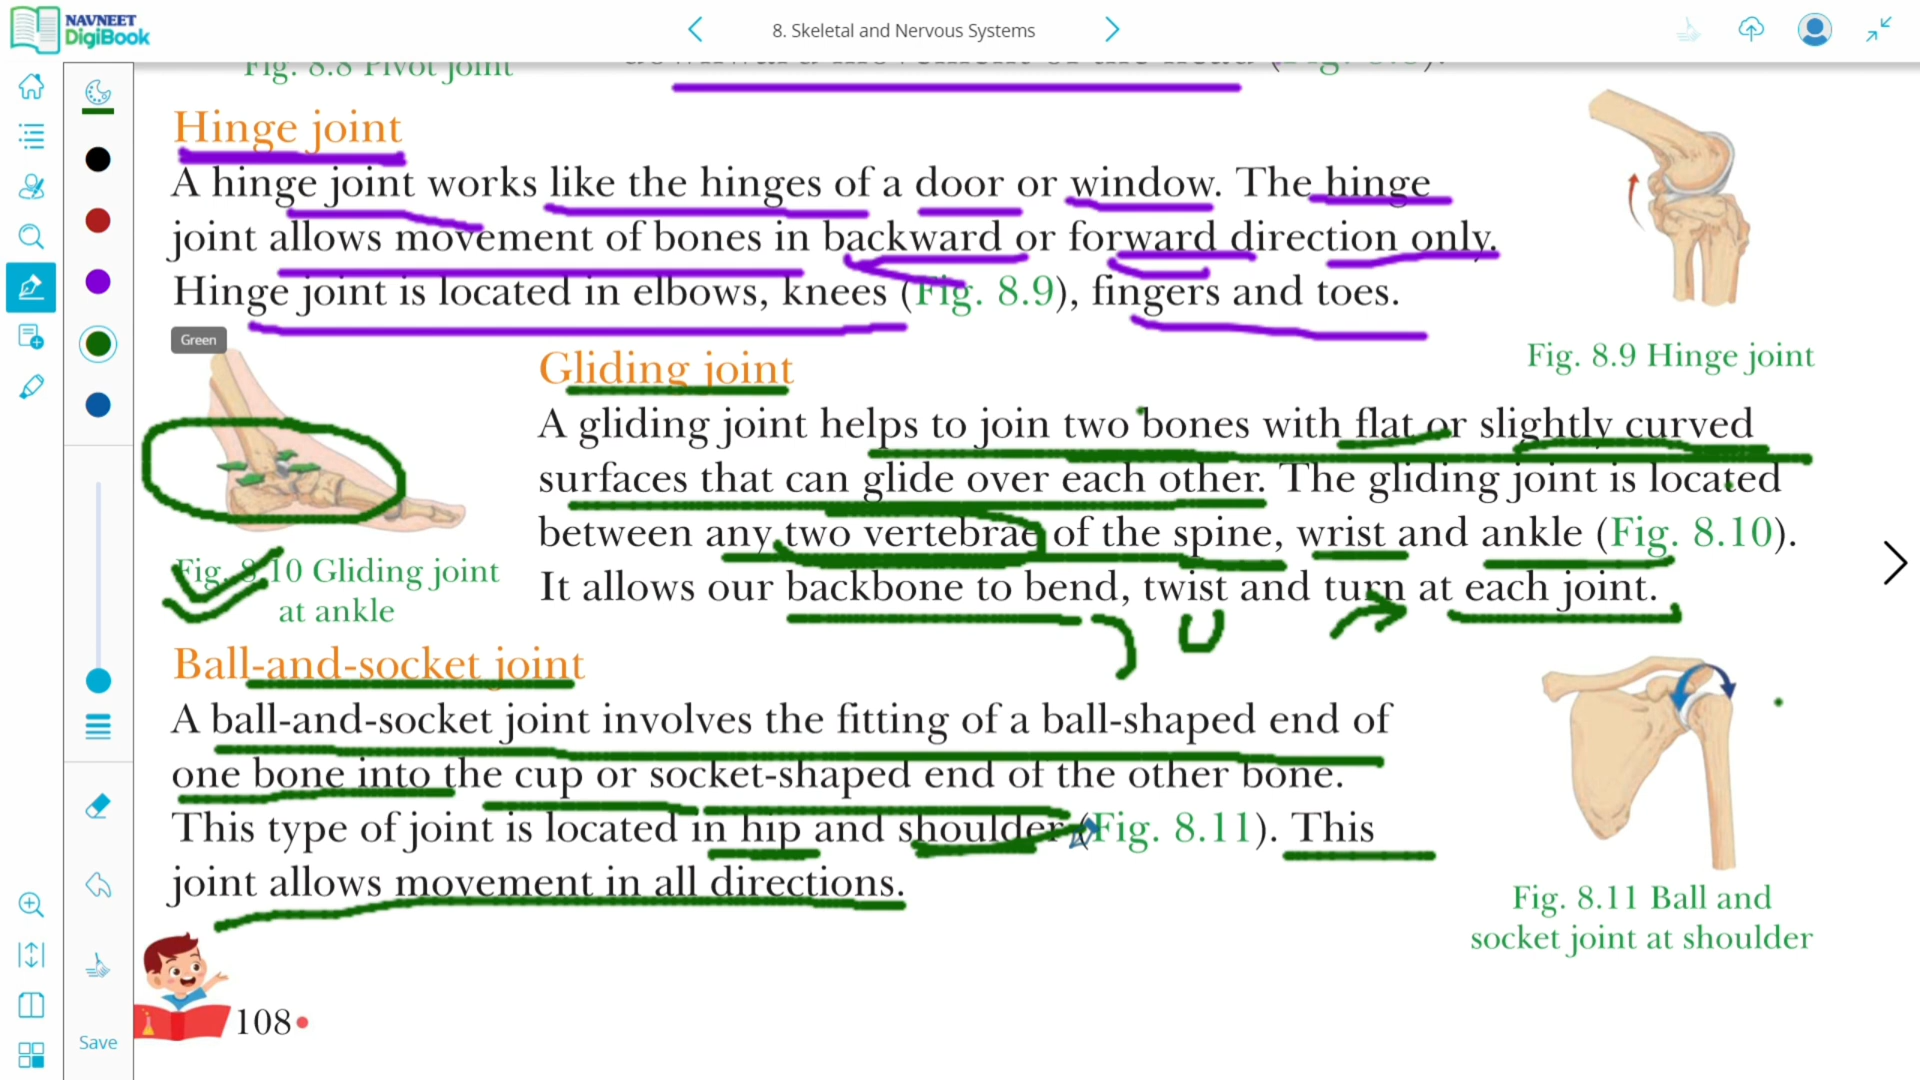 NAVNEET
DigiBook
8. Skeletal and Nervous Systems
Fig. 8.8 Pivot joint
Hinge joint
A hinge joint works like the hinges of a door or window. The hinge
joint allows movement of bones in backward or forward direction only.
Hinge joint is located in elbows, knees (Fig. 8.9), fingers and toes.
Green
Fig. 8.9 Hinge joint
Gliding joint
A gliding joint helps to join two bones with flat or slightly curved
surfaces that can glide over each other. The gliding joint is located
between any two vertebrae of the spine, wrist and ankle (Fig. 8.10).
It allows our backbone to bend, twist and turn at each joint.
Fig. 8.10 Gliding joint
at ankle
Ball-and-socket joint
A ball-and-socket joint involves the fitting of a ball-shaped end of
one bone into the cup or socket-shaped end of the other bone.
This type of joint is located in hip and shoulder (Fig. 8.11). This
joint allows movement in all directions.
Fig. 8.11 Ball and
socket joint at shoulder
108
Save